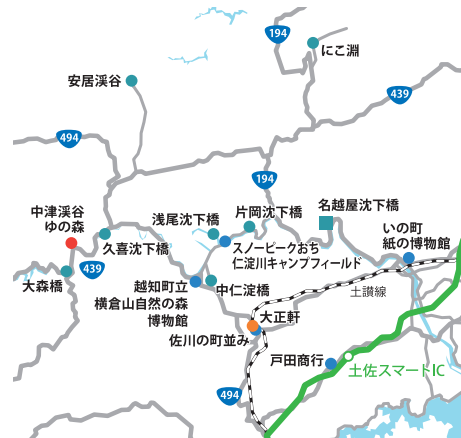 194
にこ淵
安居渓谷
439
494
194
中津渓谷
ゆの森
浅尾沈下橋
片岡沈下橋
名越屋沈下橋
久喜沈下橋
スノーピークおち
仁淀川キャンプフィールド
いの町
紙の博物館
439
大森橋
越知町立
横倉山自然の森
博物館
中仁淀橋
土讃線
大正軒
佐川の町並み
戸田商行
土佐スマートIC
494